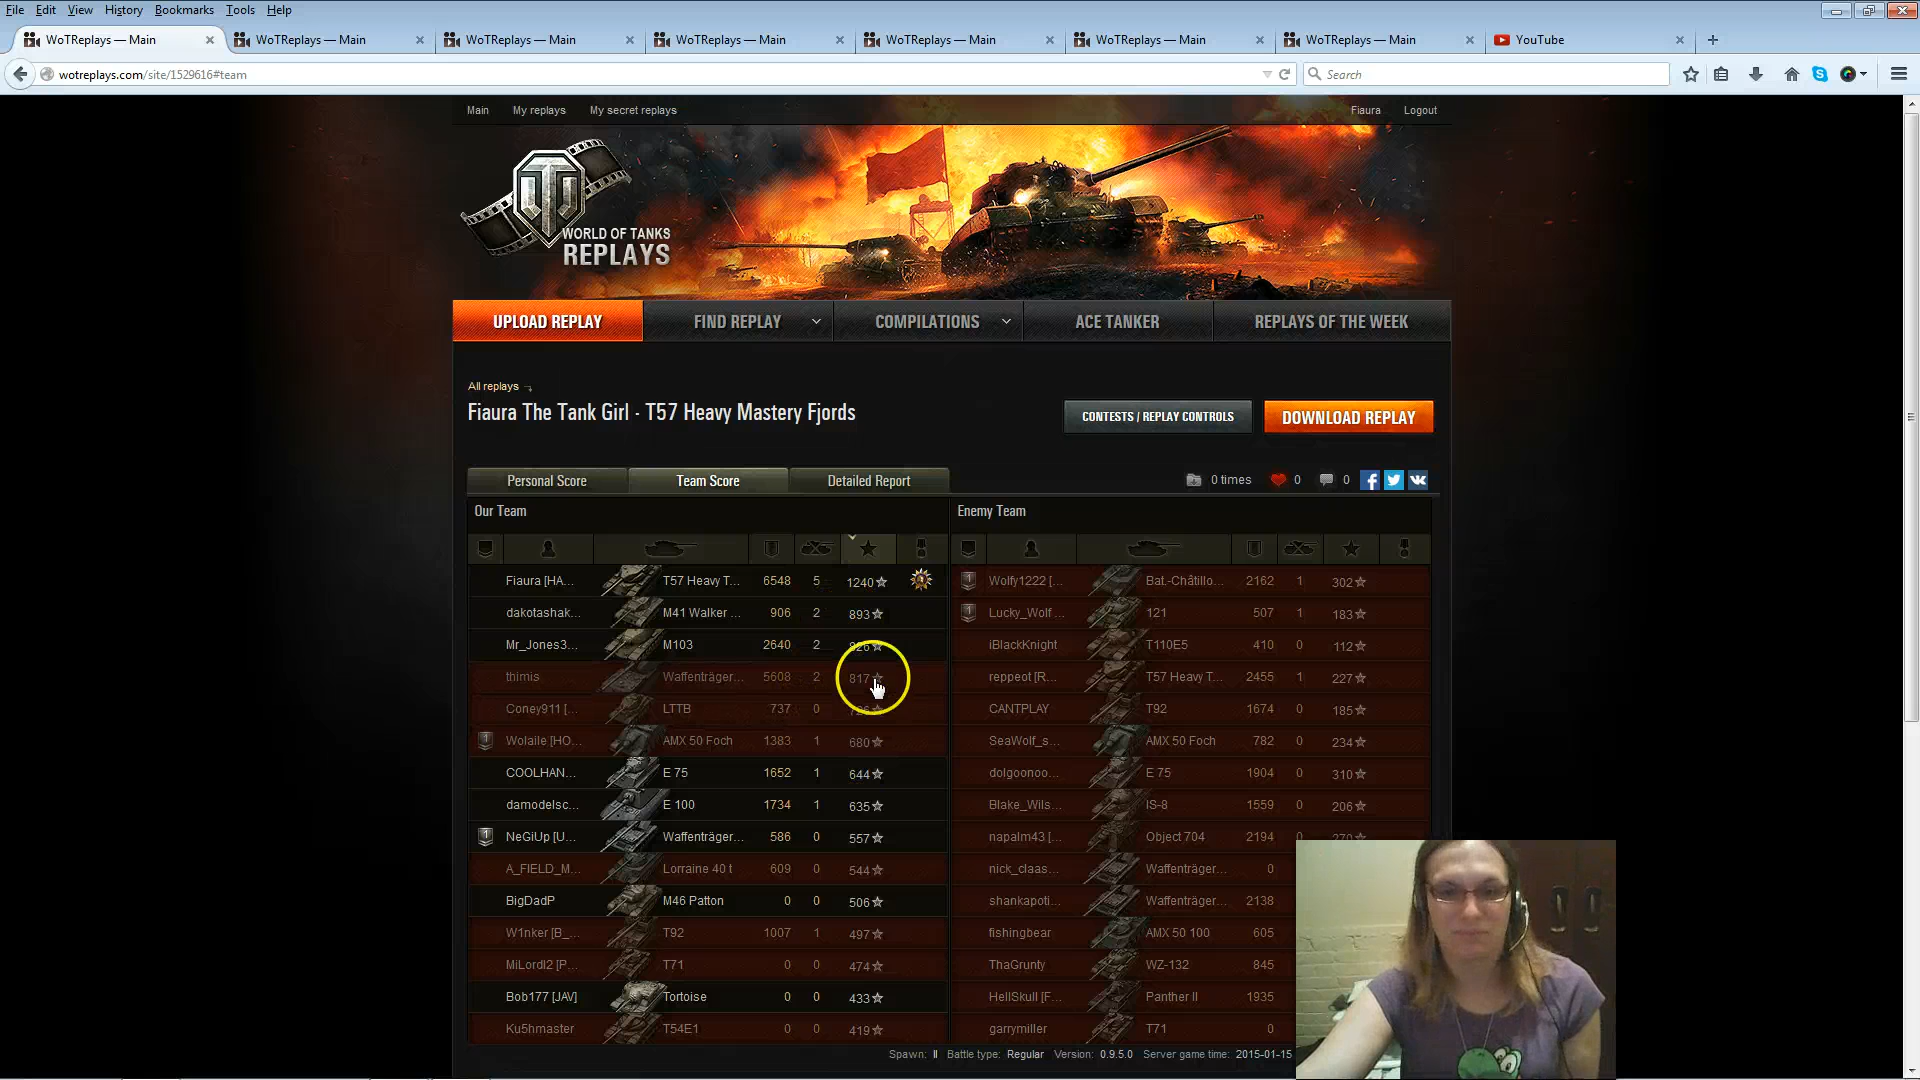 File Edit View History Bookmarks Tools Help
WoTReplays — Main WoTReplays — Main WoTReplays — Main WoTReplays — Main WoTReplays — Main WoTReplays — Main WoTReplays — Main YouTube
wotreplays.com/site/1529616#team Search
Main My replays My secret replays Fiaura Logout
WORLD OF TANKS
REPLAYS
UPLOAD REPLAY FIND REPLAY COMPILATIONS ACE TANKER REPLAYS OF THE WEEK
All replays
Fiaura The Tank Girl - T57 Heavy Mastery Fjords
CONTESTS / REPLAY CONTROLS DOWNLOAD REPLAY
Personal Score Team Score Detailed Report 0 times 0 0
Our Team Enemy Team
Fiaura [HA... T57 Heavy T... 6548 5 1240 Wolfy1222 [... Bat.-Châtillo... 2162 1 302
dakotashak... M41 Walker ... 906 2 893 Lucky_Wolf ... 121 507 1 183
Mr_Jones3... M103 2640 2 iBlackKnight T110E5 410 0 112
thimis Waffenträger... 5608 2 817 reppeot [R... T57 Heavy T... 2455 1 227
Coney911 [... LTTB 737 0 CANTPLAY T92 1674 0 185
Wolaile [HO... AMX 50 Foch 1383 1 680 SeaWolf_s... AMX 50 Foch 782 0 234
COOLHAN... E 75 1652 1 644 dolgoonoo... E 75 1904 0 310
damodelsc... E 100 1734 1 635 Blake_Wils... IS-8 1559 0 206
NeGiUp [U... Waffenträger... 586 0 557 napalm43 [... Object 704 2194 0 270
A_FIELD_M... Lorraine 40 t 609 0 544 nick_claas... Waffenträger... 0
BigDadP M46 Patton 0 0 506 shankapoti... Waffenträger... 2138
W1nker [B_... T92 1007 1 497 fishingbear AMX 50 100 605
MiLordI2 [P... T71 0 0 474 ThaGrunty WZ-132 845
Bob177 [JAV] Tortoise 0 0 433 HellSkull [F... Panther II 1935
Ku5hmaster T54E1 0 0 419 garrymiller T71 0
Spawn: II Battle type: Regular Version: 0.9.5.0 Server game time: 2015-01-15